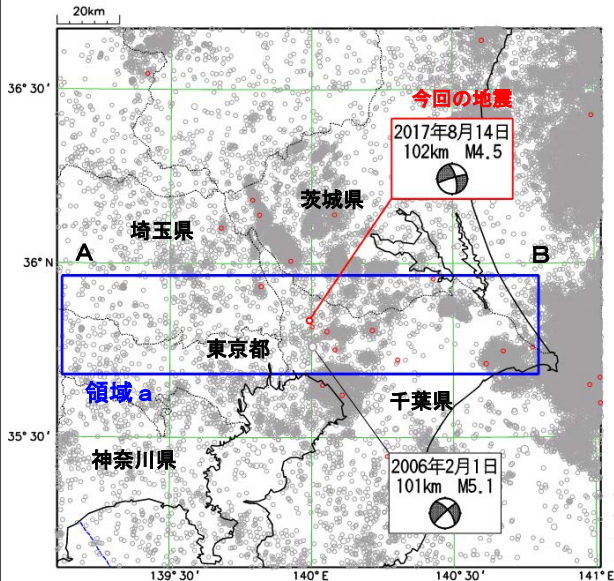 20km
36°30'
今回の地震
2017年8月14日
102km M4.5
茨城県
埼玉県
36°N
A
B
東京都
領域a
千葉県
35°30'
神奈川県
2006年2月1日
101km M5.1
139°30'
140°E
140°30'
141°E